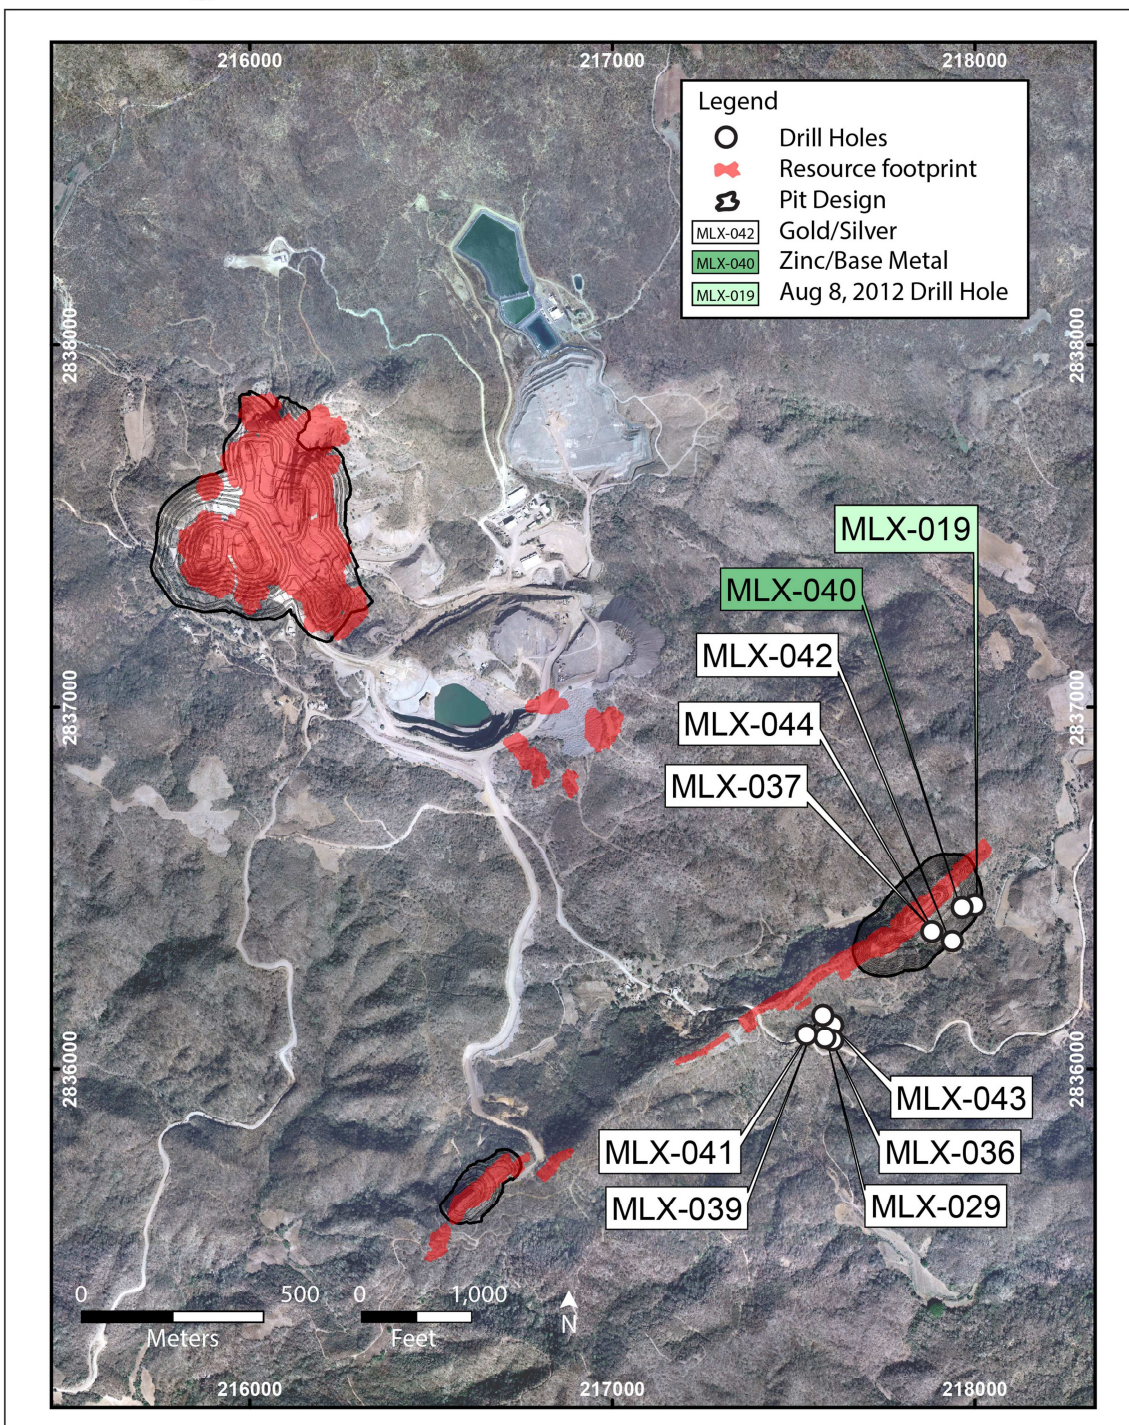 216000
217000
218000
Legend
Drill Holes
Resource footprint
Pit Design
MLX-042 Gold/Silver
MLX-040 Zinc/Base Metal
MLX-019 Aug 8, 2012 Drill Hole
2838000
2838000
MLX-019
MLX-040
MLX-042
MLX-044
MLX-037
2837000
2837000
2836000
2836000
MLX-043
MLX-041
MLX-036
MLX-039
MLX-029
0 500
Meters
0 1,000
Feet
N
216000
217000
218000